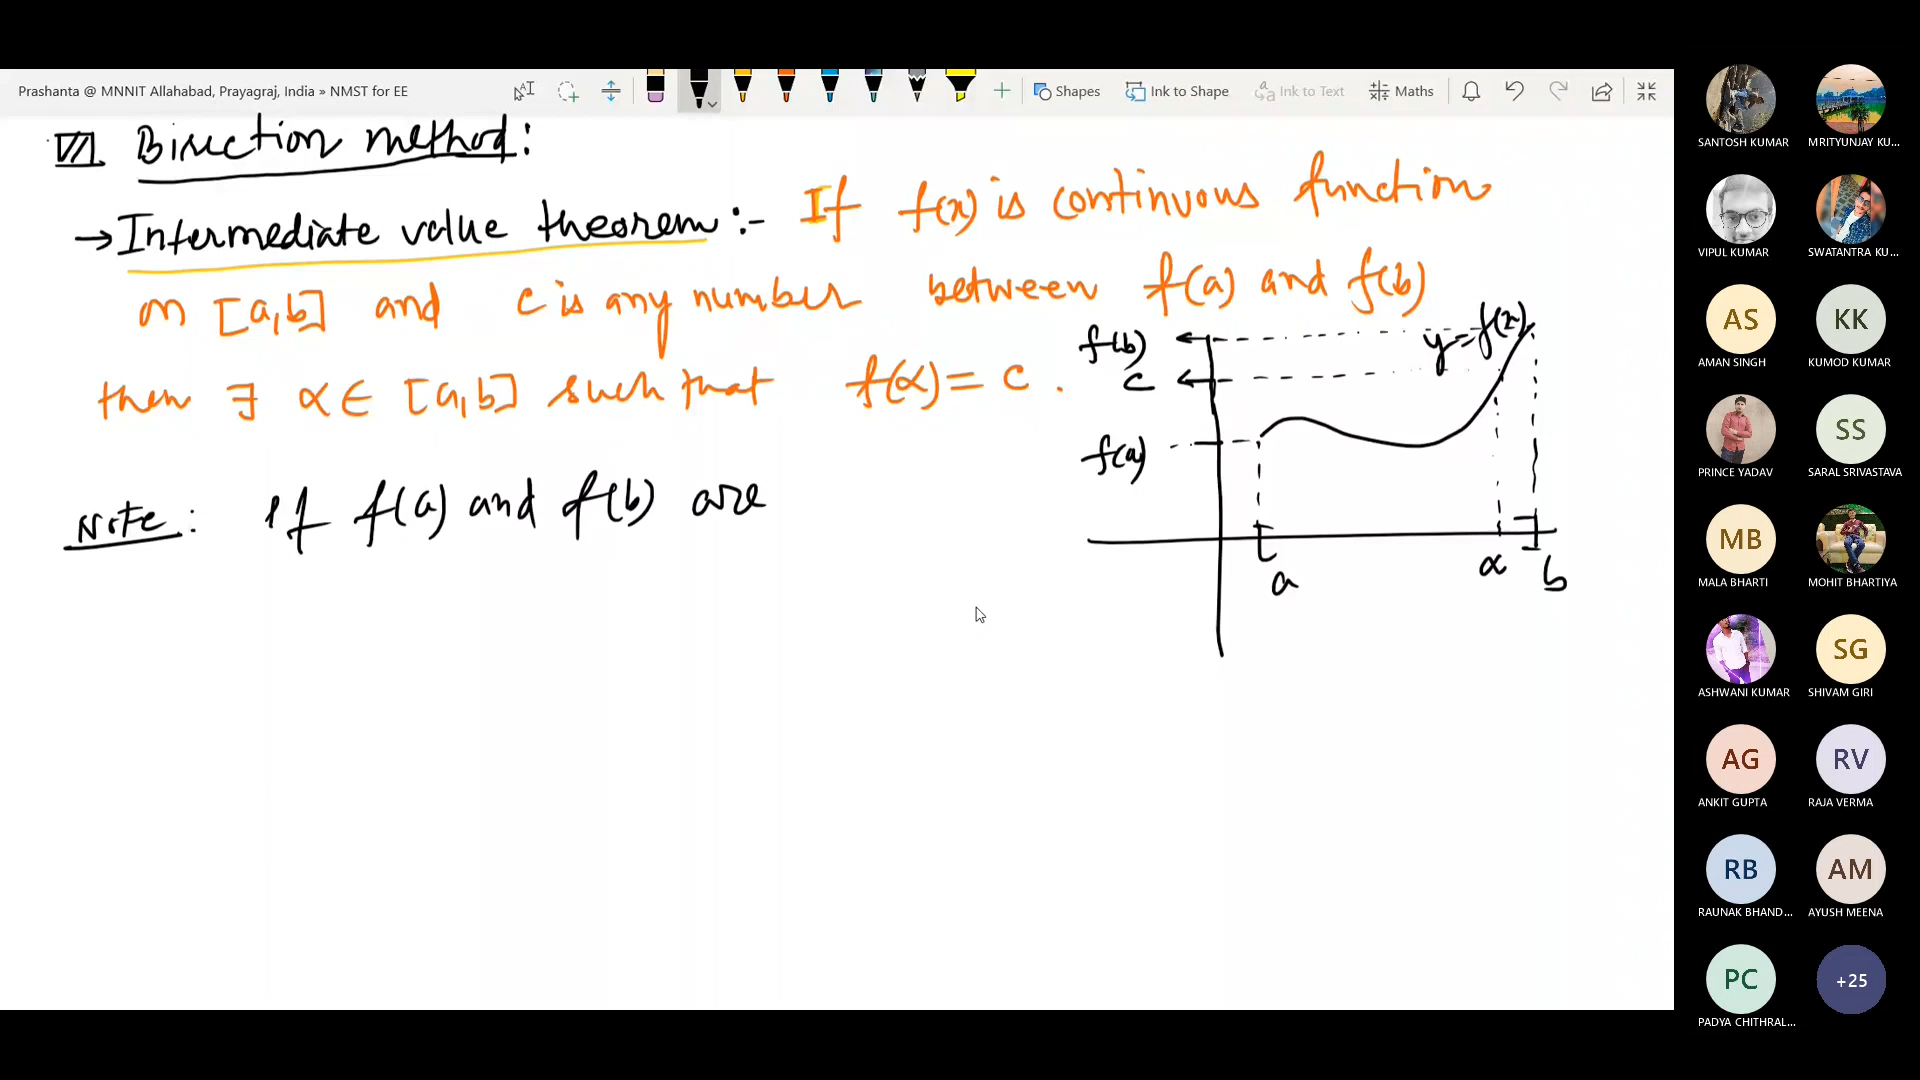 Prashanta @ MNNIT Allahabad, Prayagraj, India » NMST for EE
Shapes
Ink to Shape
Ink to Text
Maths
Bisection method:
→ Intermediate value theorem :- If f(x) is continuous function
on [a,b] and c is any number between f(a) and f(b)
then ∃ α ∈ [a,b] such that f(α) = c .
f(b)
y=f(x)
c
f(a)
a
α
b
Note: If f(a) and f(b) are
SANTOSH KUMAR
MRITYUNJAY KU...
VIPUL KUMAR
SWATANTRA KU...
AS
KK
AMAN SINGH
KUMOD KUMAR
SS
PRINCE YADAV
SARAL SRIVASTAVA
MB
MALA BHARTI
MOHIT BHARTIYA
SG
ASHWANI KUMAR
SHIVAM GIRI
AG
RV
ANKIT GUPTA
RAJA VERMA
RB
AM
RAUNAK BHAND...
AYUSH MEENA
PC
+25
PADYA CHITHRAL...